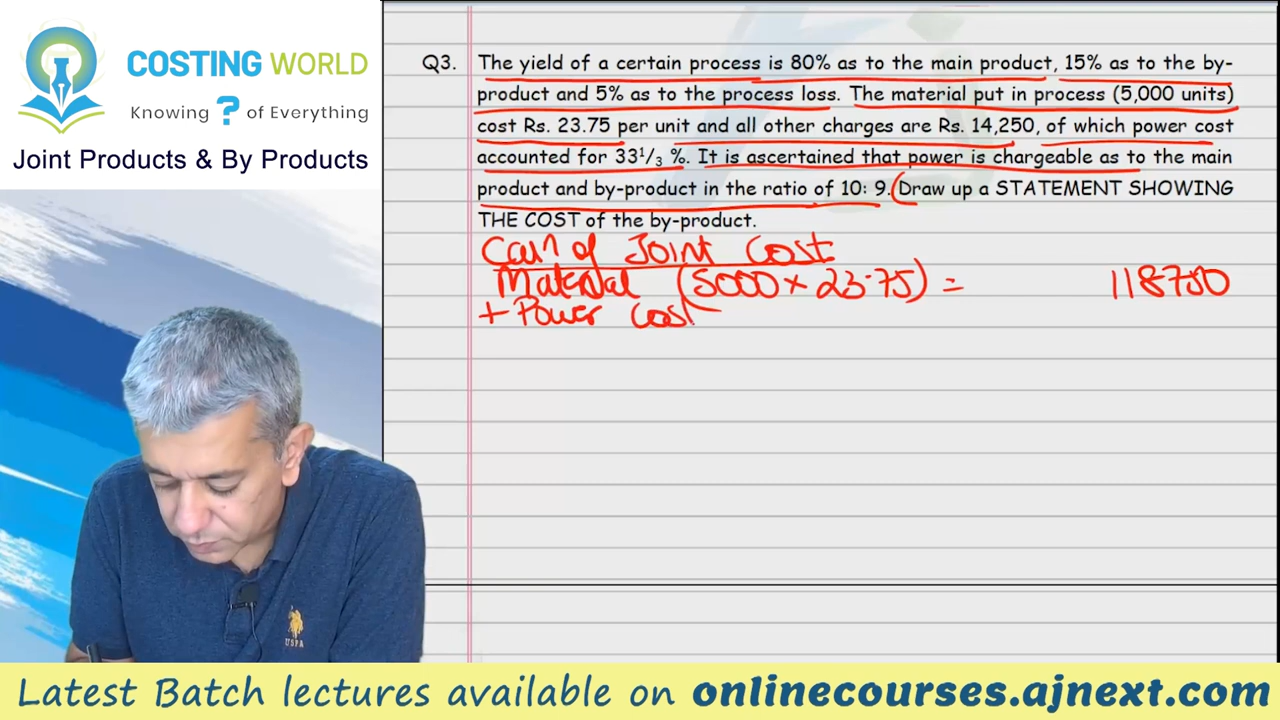 COSTING WORLD
Knowing ? of Everything
Joint Products & By Products
Q3. The yield of a certain process is 80% as to the main product, 15% as to the by-
product and 5% as to the process loss. The material put in process (5,000 units)
cost Rs. 23.75 per unit and all other charges are Rs. 14,250, of which power cost
accounted for 33 1/3 %. It is ascertained that power is chargeable as to the main
product and by-product in the ratio of 10: 9. Draw up a STATEMENT SHOWING
THE COST of the by-product.
Caln of Joint Cost
Material (5000 x 23.75) = 118750
+ Power cost
USPA
Latest Batch lectures available on onlinecourses.ajnext.com